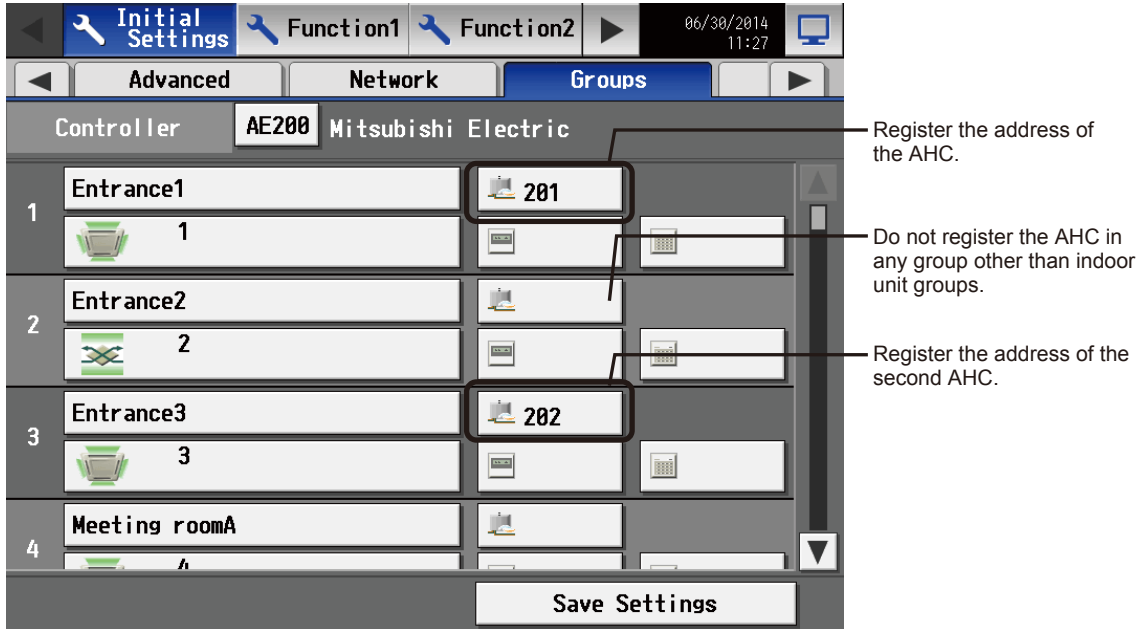 Initial
Settings
Function1
Function2
06/30/2014
11:27
Advanced
Network
Groups
Controller
AE200
Mitsubishi Electric
Register the address of
the AHC.
1
Entrance1
201
1
Do not register the AHC in
any group other than indoor
unit groups.
2
Entrance2
2
Register the address of the
second AHC.
3
Entrance3
202
3
4
Meeting roomA
4
Save Settings